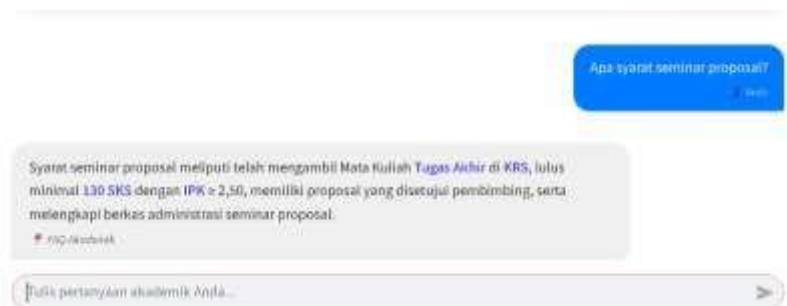 Apa syarat seminar proposal?
Syarat seminar proposal meliputi telah mengambil Mata Kuliah Tugas Akhir di KRS, lulus
minimal 130 SKS dengan IPK ≥ 2,50, memiliki proposal yang disetujui pembimbing, serta
melengkapi berkas administrasi seminar proposal.
FAQ Akademik
Tulis pertanyaan akademik Anda...